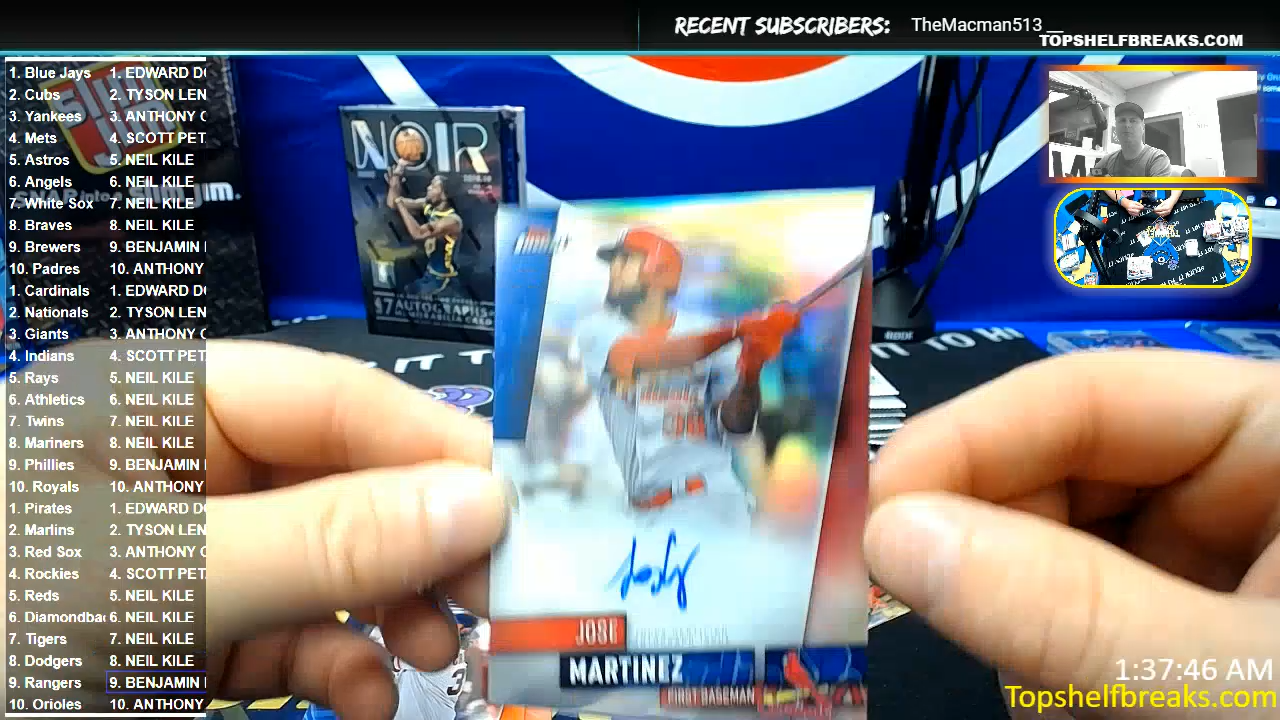 RECENT SUBSCRIBERS: TheMacman513__
TOPSHELFBREAKS.COM
1. Blue Jays 1. EDWARD D
2. Cubs 2. TYSON LEN
3. Yankees 3. ANTHONY
4. Mets 4. SCOTT PET
5. Astros 5. NEIL KILE
6. Angels 6. NEIL KILE
7. White Sox 7. NEIL KILE
8. Braves 8. NEIL KILE
9. Brewers 9. BENJAMIN
10. Padres 10. ANTHONY
1. Cardinals 1. EDWARD D
2. Nationals 2. TYSON LEN
3. Giants 3. ANTHONY
4. Indians 4. SCOTT PET
5. Rays 5. NEIL KILE
6. Athletics 6. NEIL KILE
7. Twins 7. NEIL KILE
8. Mariners 8. NEIL KILE
9. Phillies 9. BENJAMIN
10. Royals 10. ANTHONY
1. Pirates 1. EDWARD D
2. Marlins 2. TYSON LEN
3. Red Sox 3. ANTHONY
4. Rockies 4. SCOTT PET
5. Reds 5. NEIL KILE
6. Diamondba 6. NEIL KILE
7. Tigers 7. NEIL KILE
8. Dodgers 8. NEIL KILE
9. Rangers 9. BENJAMIN
10. Orioles 10. ANTHONY
NOIR
AUTOGRAPHS
JOSE
MARTINEZ
FIRST BASEMAN
1:37:46 AM
Topshelfbreaks.com